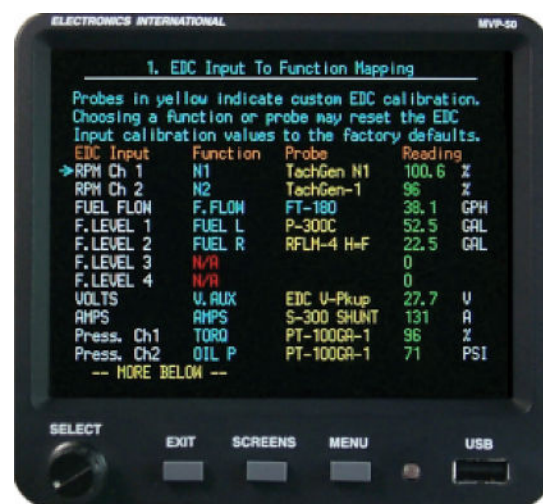 ELECTRONICS INTERNATIONAL MVP-50
1. EDC Input To Function Mapping
Probes in yellow indicate custom EDC calibration.
Choosing a function or probe may reset the EDC
Input calibration values to the factory defaults.
EDC Input Function Probe Reading
RPM Ch 1 N1 TachGen N1 100.6 %
RPM Ch 2 N2 TachGen-1 96 %
FUEL FLOW F.FLOW FT-180 38.1 GPH
F.LEVEL 1 FUEL L P-300C 52.5 GAL
F.LEVEL 2 FUEL R RFLM-4 H=F 22.5 GAL
F.LEVEL 3 N/A 0
F.LEVEL 4 N/A 0
VOLTS V.AUX EDC V-Pkup 27.7 V
AMPS AMPS S-300 SHUNT 131 A
Press. Ch1 TORQ PT-100GA-1 96 %
Press. Ch2 OIL P PT-100GA-1 71 PSI
-- MORE BELOW --
SELECT EXIT SCREENS MENU USB